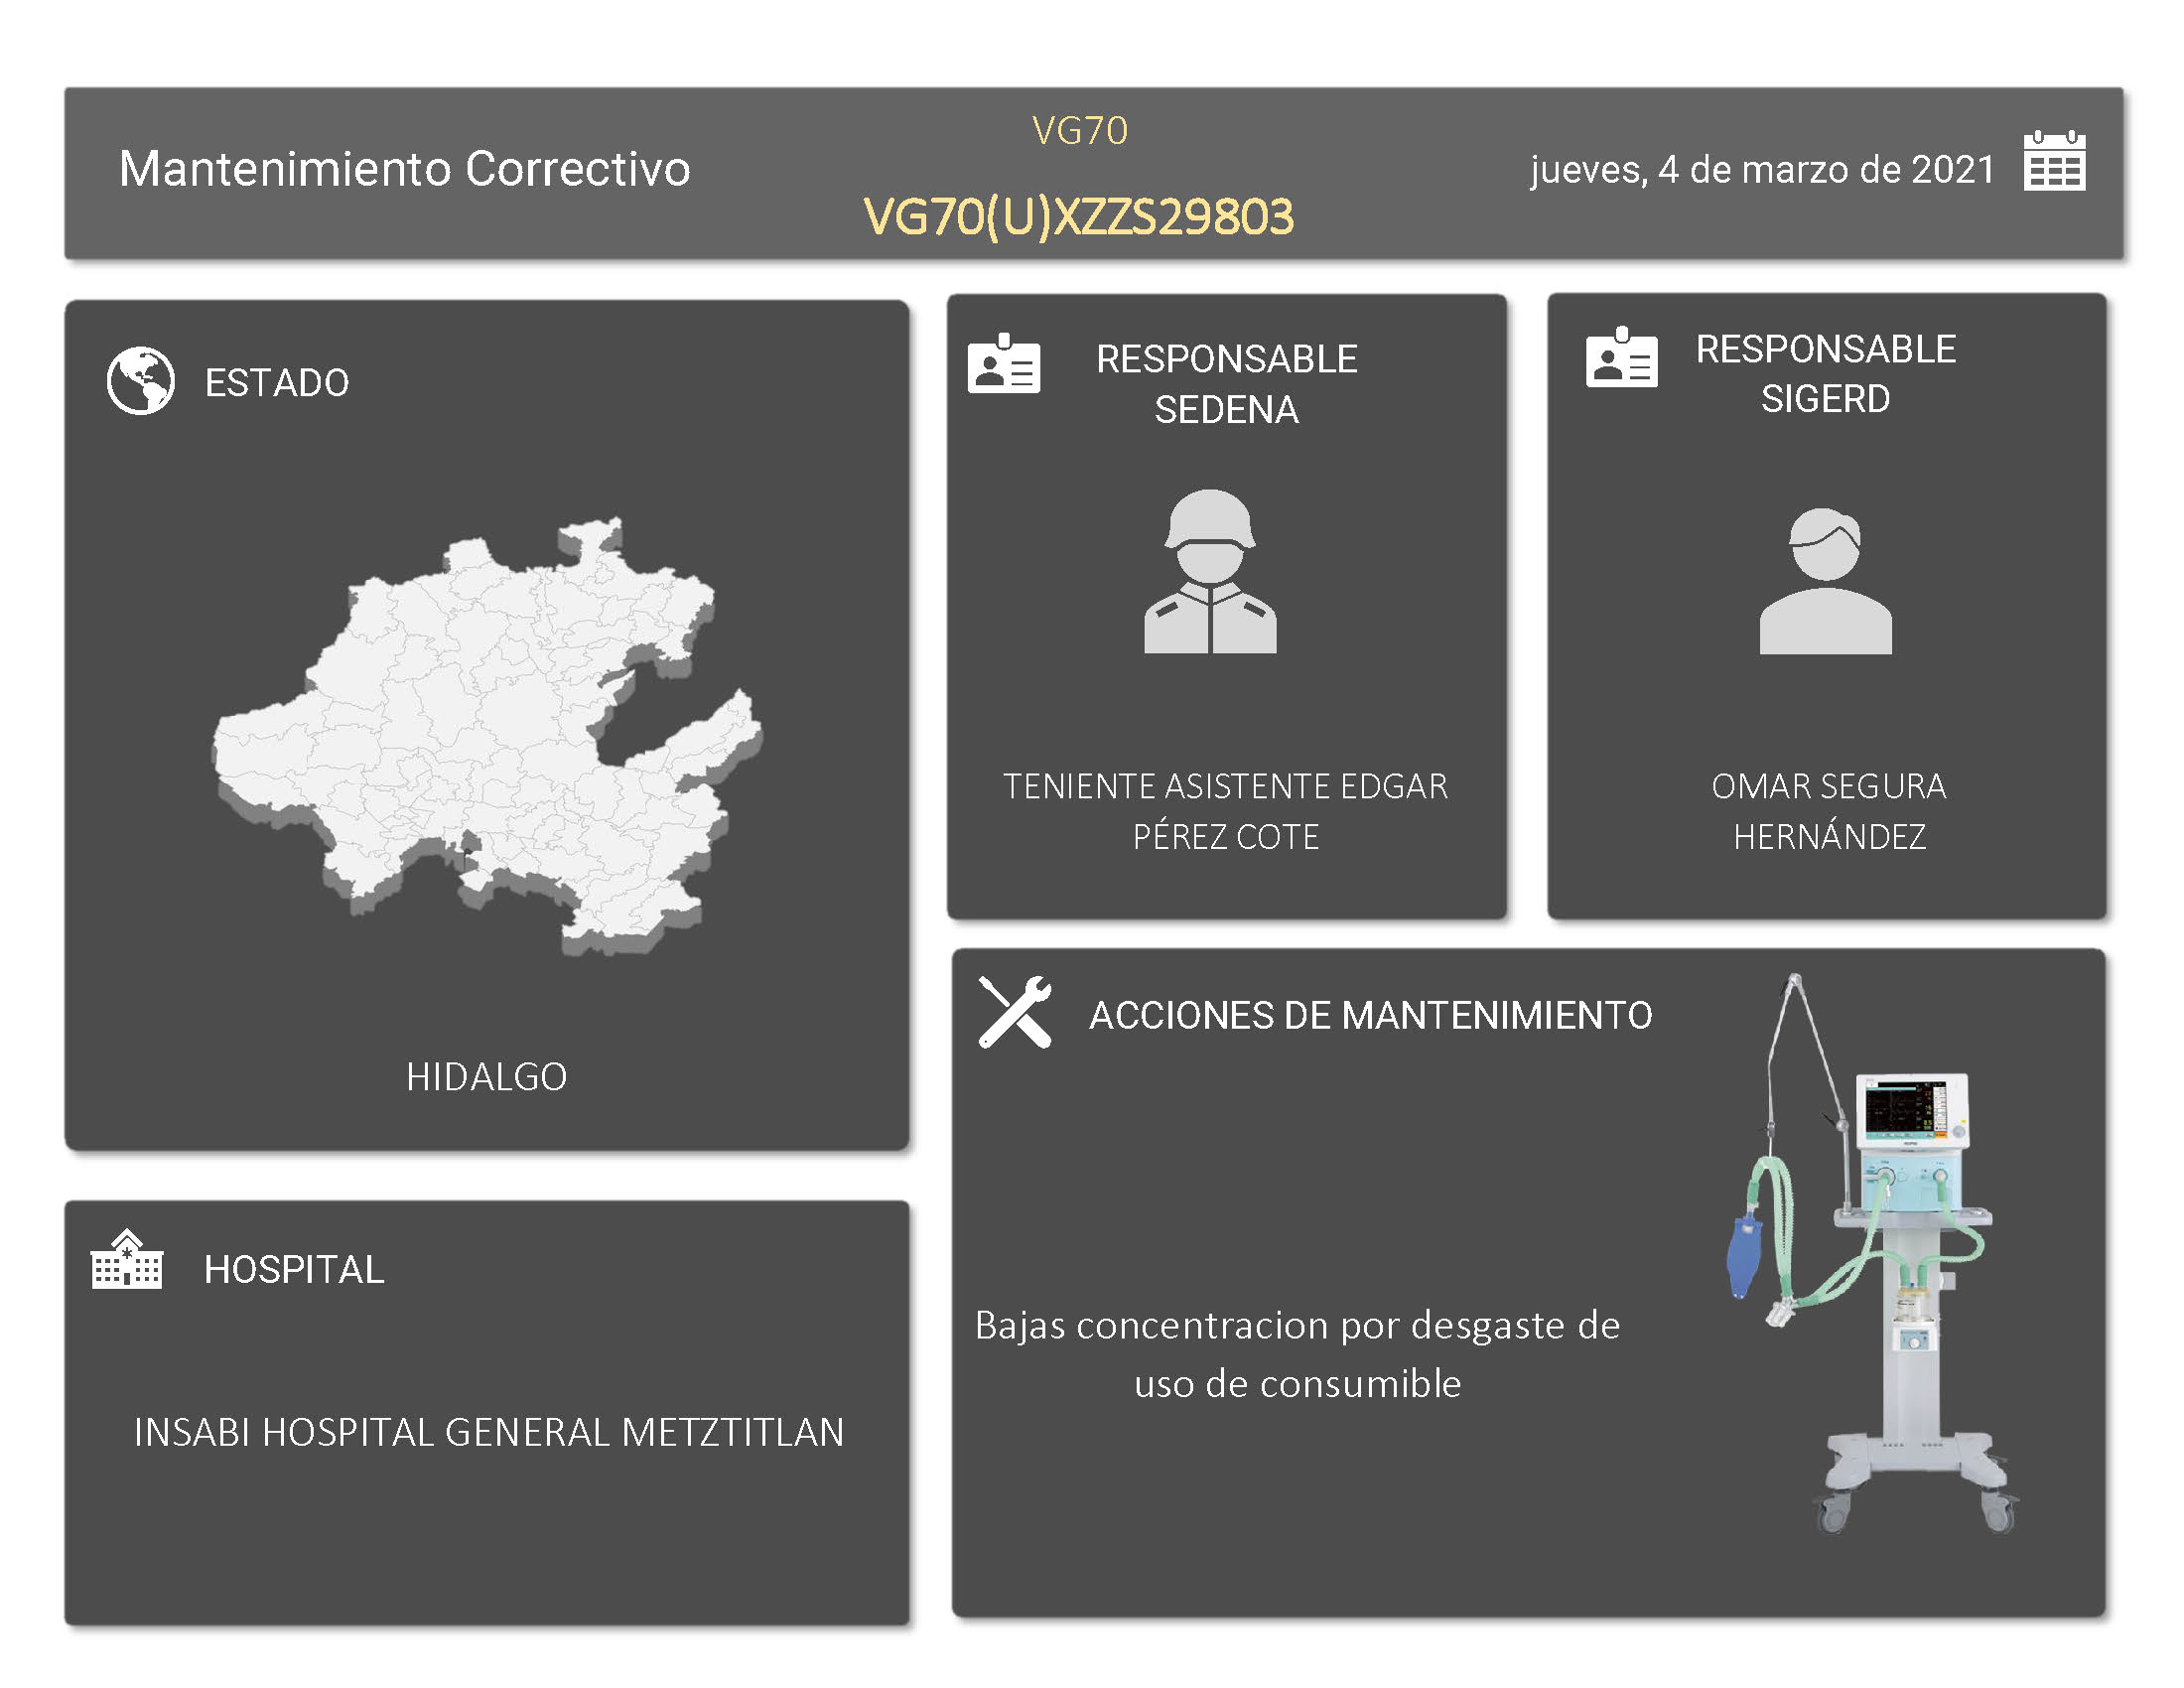 Mantenimiento Correctivo
VG70
VG70(U)XZZS29803
jueves, 4 de marzo de 2021
ESTADO
HIDALGO
RESPONSABLE
SEDENA
TENIENTE ASISTENTE EDGAR
PÉREZ COTE
RESPONSABLE
SIGERD
OMAR SEGURA
HERNÁNDEZ
HOSPITAL
INSABI HOSPITAL GENERAL METZTITLAN
ACCIONES DE MANTENIMIENTO
Bajas concentracion por desgaste de
uso de consumible